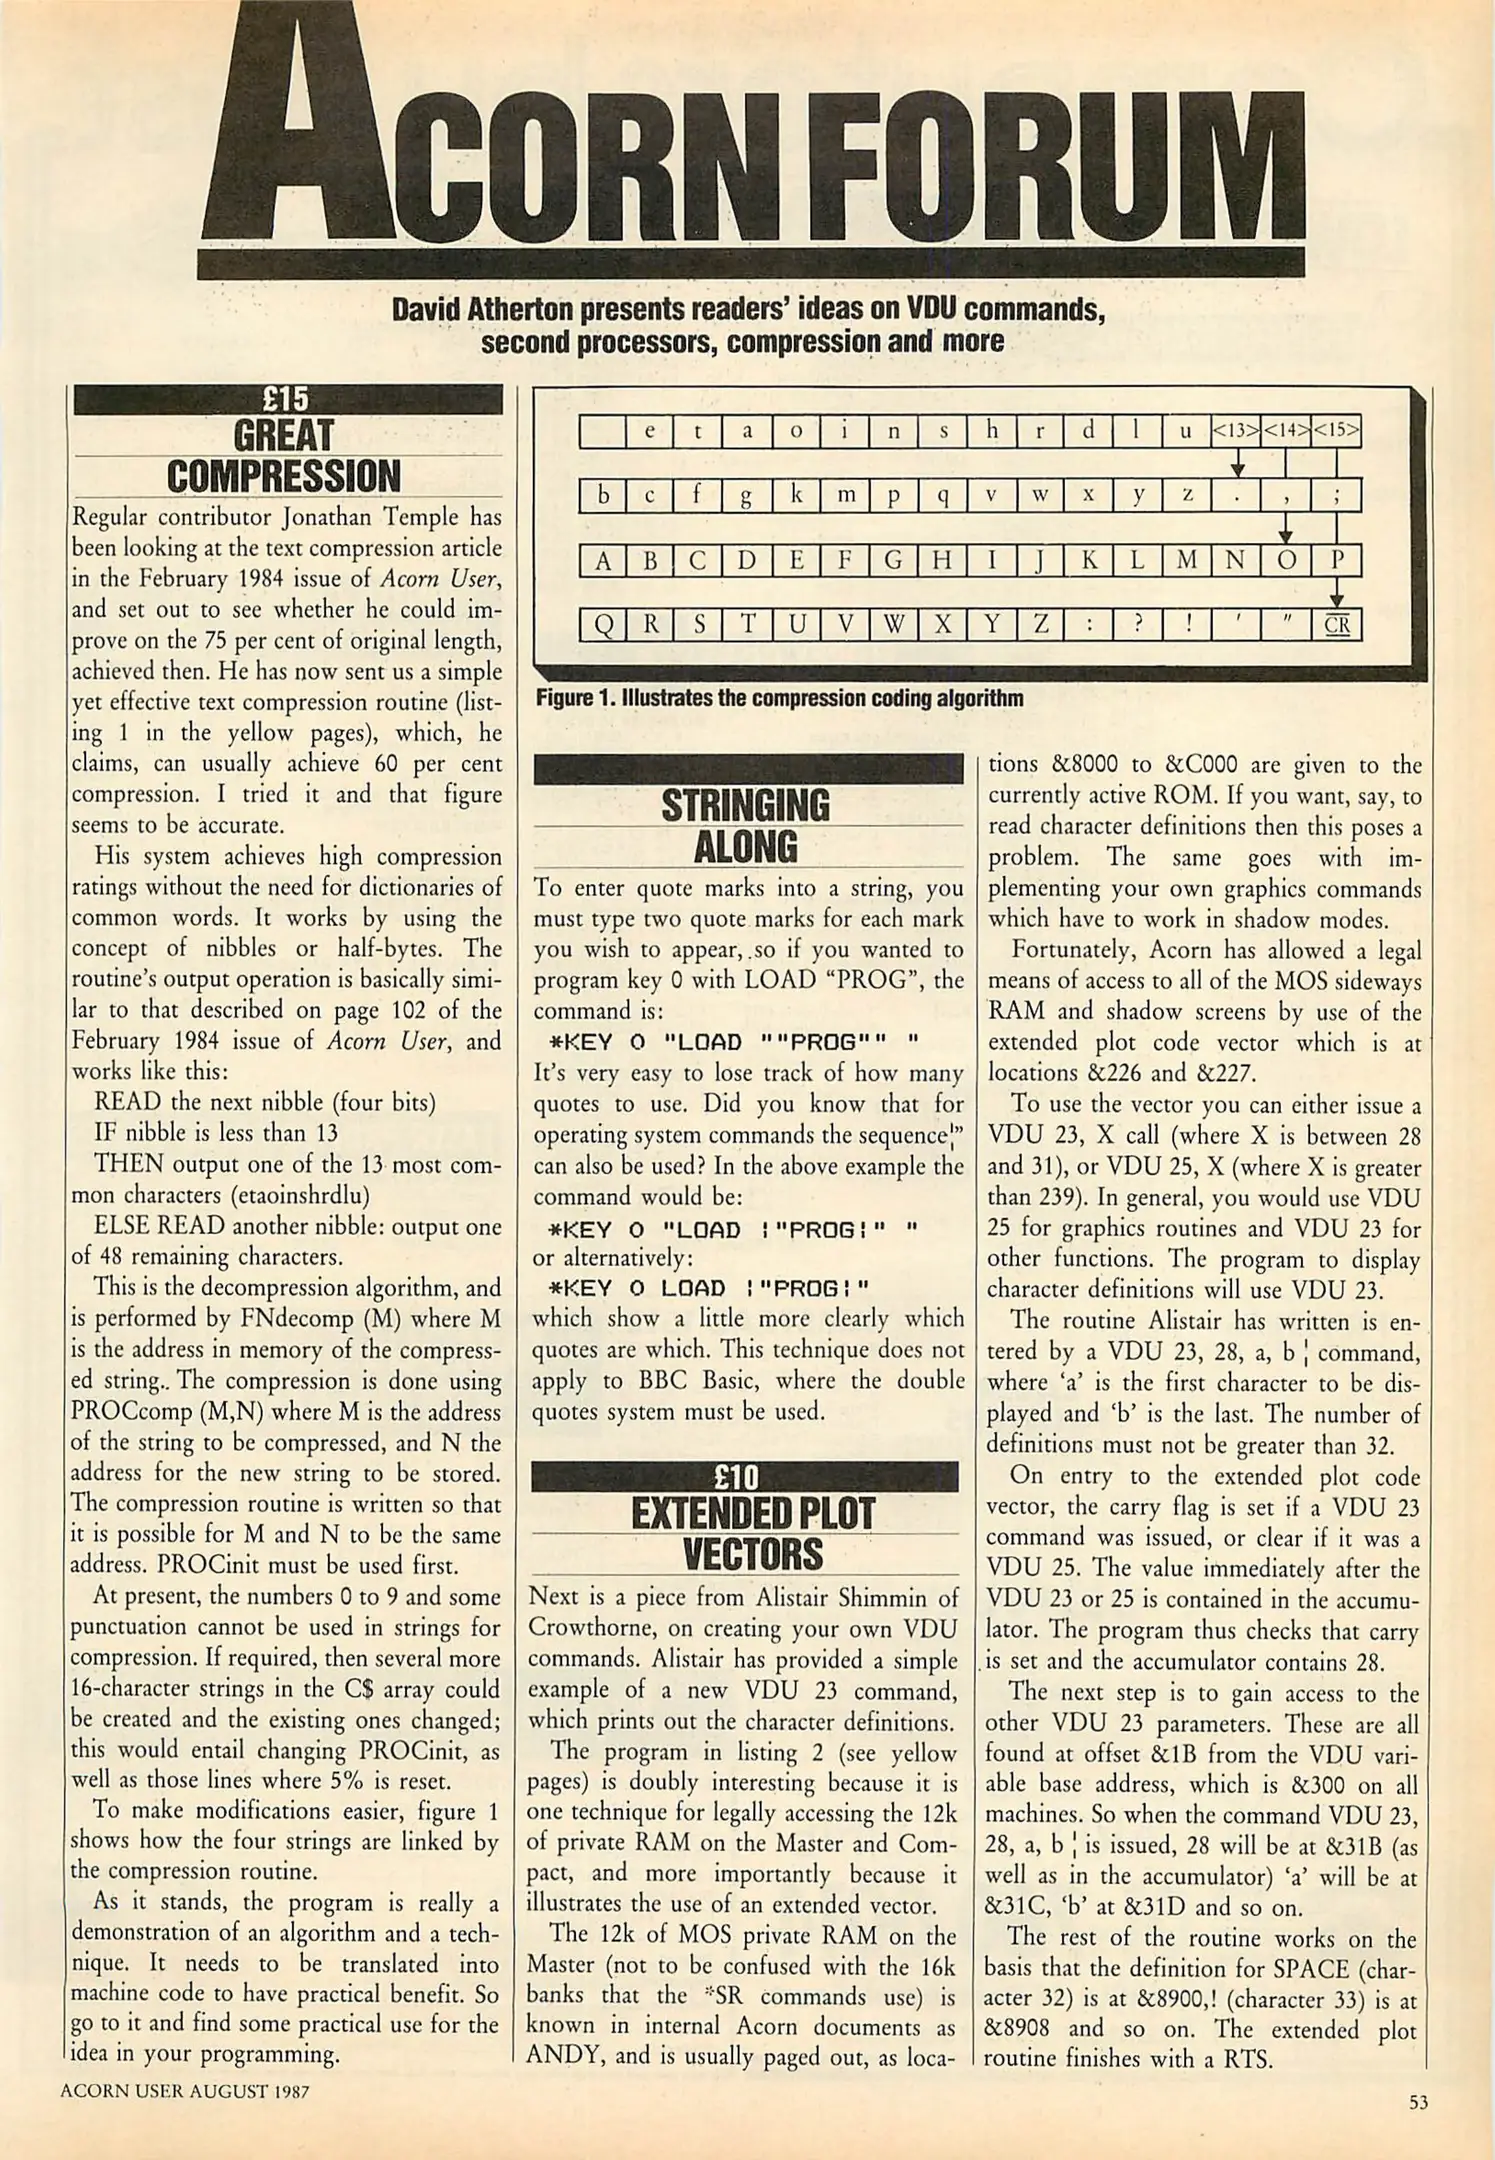 ACORN FORUM
David Atherton presents readers' ideas on VDU commands,
second processors, compression and more
£15
GREAT
COMPRESSION
Regular contributor Jonathan Temple has
been looking at the text compression article
in the February 1984 issue of Acorn User,
and set out to see whether he could im-
prove on the 75 per cent of original length,
achieved then. He has now sent us a simple
yet effective text compression routine (list-
ing 1 in the yellow pages), which, he
claims, can usually achieve 60 per cent
compression. I tried it and that figure
seems to be accurate.
His system achieves high compression
ratings without the need for dictionaries of
common words. It works by using the
concept of nibbles or half-bytes. The
routine's output operation is basically simi-
lar to that described on page 102 of the
February 1984 issue of Acorn User, and
works like this:
READ the next nibble (four bits)
IF nibble is less than 13
THEN output one of the 13 most com-
mon characters (etaoinshrdlu)
ELSE READ another nibble: output one
of 48 remaining characters.
This is the decompression algorithm, and
is performed by FNdecomp (M) where M
is the address in memory of the compress-
ed string.. The compression is done using
PROCcomp (M,N) where M is the address
of the string to be compressed, and N the
address for the new string to be stored.
The compression routine is written so that
it is possible for M and N to be the same
address. PROCinit must be used first.
At present, the numbers 0 to 9 and some
punctuation cannot be used in strings for
compression. If required, then several more
16-character strings in the C$ array could
be created and the existing ones changed;
this would entail changing PROCinit, as
well as those lines where 5% is reset.
To make modifications easier, figure 1
shows how the four strings are linked by
the compression routine.
As it stands, the program is really a
demonstration of an algorithm and a tech-
nique. It needs to be translated into
machine code to have practical benefit. So
go to it and find some practical use for the
idea in your programming.
e t a o i n s h r d l u <13> <14> <15>
b c f g k m p q v w x y z . , ;
A B C D E F G H I J K L M N O P
Q R S T U V W X Y Z : ? ! ' " CR
Figure 1. Illustrates the compression coding algorithm
STRINGING
ALONG
To enter quote marks into a string, you
must type two quote marks for each mark
you wish to appear, so if you wanted to
program key 0 with LOAD “PROG”, the
command is:
*KEY 0 "LOAD ""PROG"" "
It's very easy to lose track of how many
quotes to use. Did you know that for
operating system commands the sequence¦”
can also be used? In the above example the
command would be:
*KEY 0 "LOAD ¦"PROG¦" "
or alternatively:
*KEY 0 LOAD ¦"PROG¦"
which show a little more clearly which
quotes are which. This technique does not
apply to BBC Basic, where the double
quotes system must be used.
£10
EXTENDED PLOT
VECTORS
Next is a piece from Alistair Shimmin of
Crowthorne, on creating your own VDU
commands. Alistair has provided a simple
example of a new VDU 23 command,
which prints out the character definitions.
The program in listing 2 (see yellow
pages) is doubly interesting because it is
one technique for legally accessing the 12k
of private RAM on the Master and Com-
pact, and more importantly because it
illustrates the use of an extended vector.
The 12k of MOS private RAM on the
Master (not to be confused with the 16k
banks that the *SR commands use) is
known in internal Acorn documents as
ANDY, and is usually paged out, as loca-
tions &8000 to &C000 are given to the
currently active ROM. If you want, say, to
read character definitions then this poses a
problem. The same goes with im-
plementing your own graphics commands
which have to work in shadow modes.
Fortunately, Acorn has allowed a legal
means of access to all of the MOS sideways
RAM and shadow screens by use of the
extended plot code vector which is at
locations &226 and &227.
To use the vector you can either issue a
VDU 23, X call (where X is between 28
and 31), or VDU 25, X (where X is greater
than 239). In general, you would use VDU
25 for graphics routines and VDU 23 for
other functions. The program to display
character definitions will use VDU 23.
The routine Alistair has written is en-
tered by a VDU 23, 28, a, b ¦ command,
where ‘a’ is the first character to be dis-
played and ‘b’ is the last. The number of
definitions must not be greater than 32.
On entry to the extended plot code
vector, the carry flag is set if a VDU 23
command was issued, or clear if it was a
VDU 25. The value immediately after the
VDU 23 or 25 is contained in the accumu-
lator. The program thus checks that carry
is set and the accumulator contains 28.
The next step is to gain access to the
other VDU 23 parameters. These are all
found at offset &1B from the VDU vari-
able base address, which is &300 on all
machines. So when the command VDU 23,
28, a, b ¦ is issued, 28 will be at &31B (as
well as in the accumulator) ‘a’ will be at
&31C, ‘b’ at &31D and so on.
The rest of the routine works on the
basis that the definition for SPACE (char-
acter 32) is at &8900,! (character 33) is at
&8908 and so on. The extended plot
routine finishes with a RTS.
ACORN USER AUGUST 1987
53